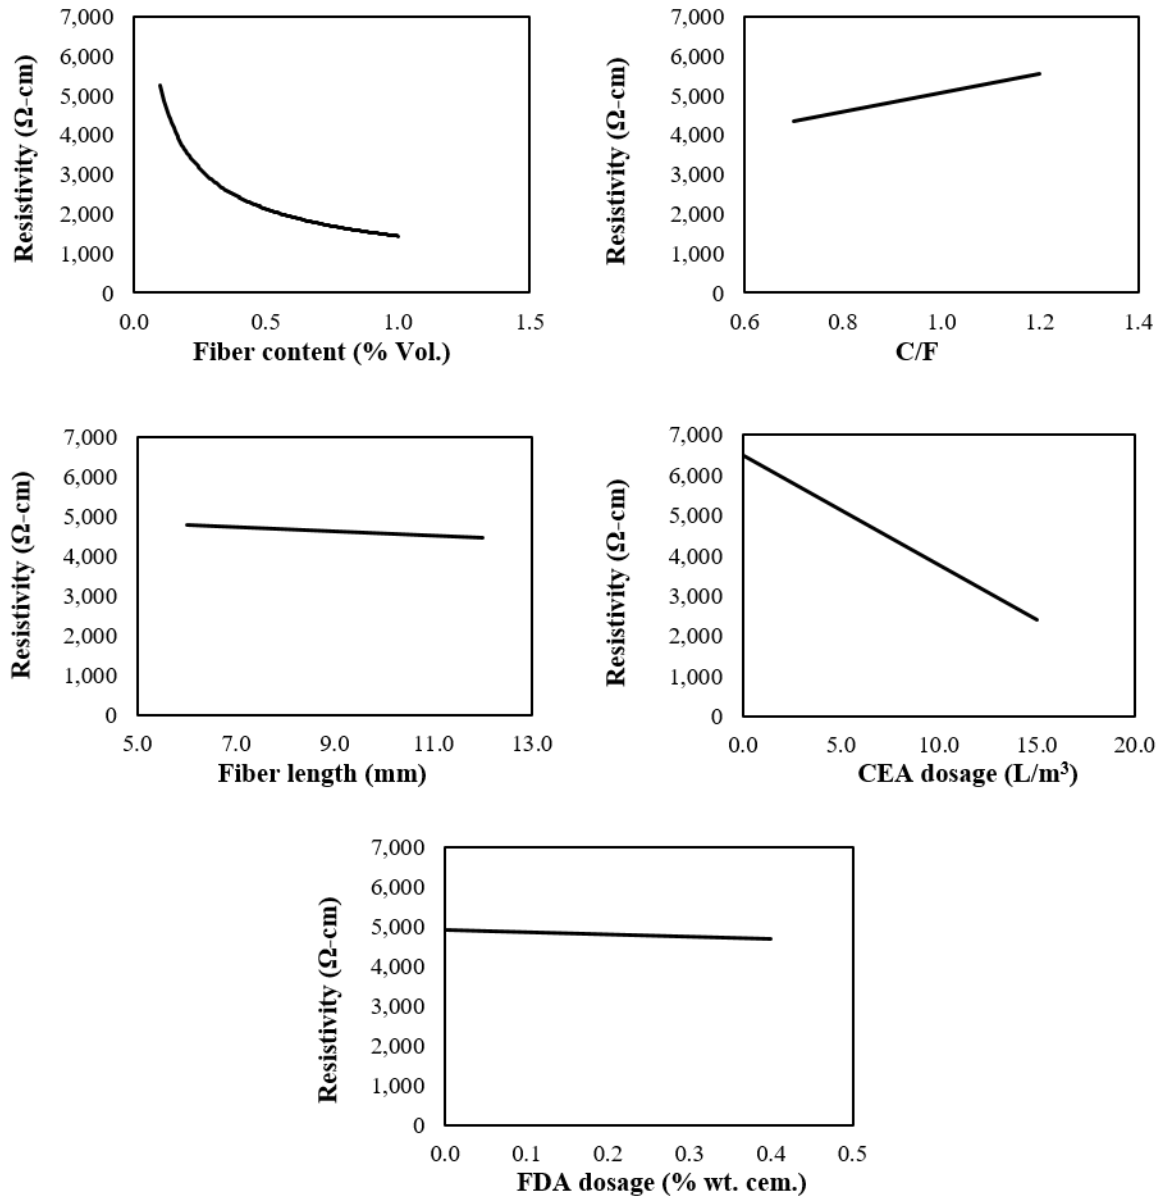 7,000
6,000
5,000
4,000
3,000
2,000
1,000
0
Resistivity (Ω-cm)
0.0 0.5 1.0 1.5
Fiber content (% Vol.)
7,000
6,000
5,000
4,000
3,000
2,000
1,000
0
Resistivity (Ω-cm)
0.6 0.8 1.0 1.2 1.4
C/F
7,000
6,000
5,000
4,000
3,000
2,000
1,000
0
Resistivity (Ω-cm)
5.0 7.0 9.0 11.0 13.0
Fiber length (mm)
7,000
6,000
5,000
4,000
3,000
2,000
1,000
0
Resistivity (Ω-cm)
0.0 5.0 10.0 15.0 20.0
CEA dosage (L/m³)
7,000
6,000
5,000
4,000
3,000
2,000
1,000
0
Resistivity (Ω-cm)
0.0 0.1 0.2 0.3 0.4 0.5
FDA dosage (% wt. cem.)